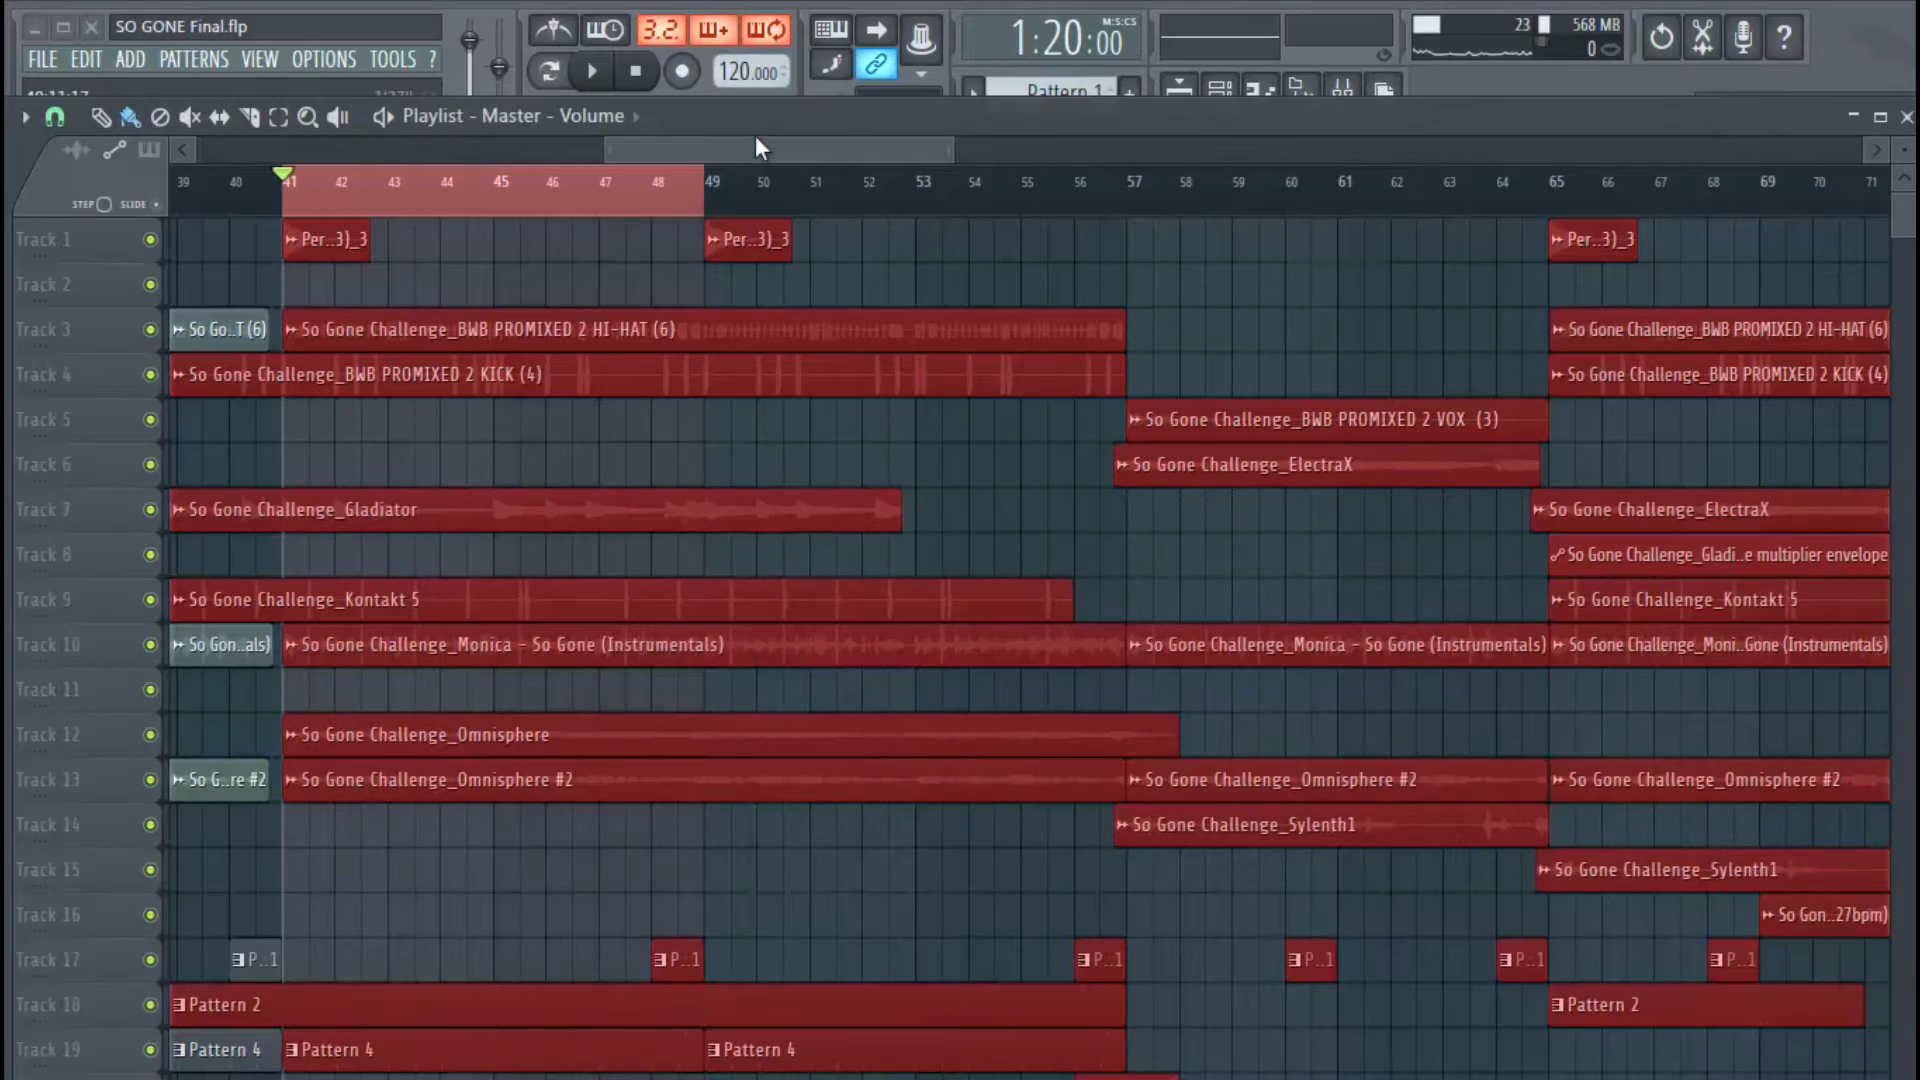 SO GONE Final.flp
FILE EDIT ADD PATTERNS VIEW OPTIONS TOOLS ?
3.2.
120.000
1:20:00
M:S:CS
Pattern 1
23
568 MB
0
?
Playlist - Master - Volume
STEP SLIDE
39 40 41 42 43 44 45 46 47 48 49 50 51 52 53 54 55 56 57 58 59 60 61 62 63 64 65 66 67 68 69 70 71
Track 1 Per..3)_3 Per..3)_3 Per..3)_3
Track 2
Track 3 So Go..T (6) So Gone Challenge_BWB PROMIXED 2 HI-HAT (6) So Gone Challenge_BWB PROMIXED 2 HI-HAT (6)
Track 4 So Gone Challenge_BWB PROMIXED 2 KICK (4) So Gone Challenge_BWB PROMIXED 2 KICK (4)
Track 5 So Gone Challenge_BWB PROMIXED 2 VOX (3)
Track 6 So Gone Challenge_ElectraX
Track 7 So Gone Challenge_Gladiator So Gone Challenge_ElectraX
Track 8 So Gone Challenge_Gladi..e multiplier envelope
Track 9 So Gone Challenge_Kontakt 5 So Gone Challenge_Kontakt 5
Track 10 So Gon..als) So Gone Challenge_Monica - So Gone (Instrumentals) So Gone Challenge_Monica - So Gone (Instrumentals) So Gone Challenge_Moni..Gone (Instrumentals)
Track 11
Track 12 So Gone Challenge_Omnisphere
Track 13 So G..re #2 So Gone Challenge_Omnisphere #2 So Gone Challenge_Omnisphere #2 So Gone Challenge_Omnisphere #2
Track 14 So Gone Challenge_Sylenth1
Track 15 So Gone Challenge_Sylenth1
Track 16 So Gon..27bpm)
Track 17 P..1 P..1 P..1 P..1 P..1 P..1
Track 18 Pattern 2 Pattern 2
Track 19 Pattern 4 Pattern 4 Pattern 4